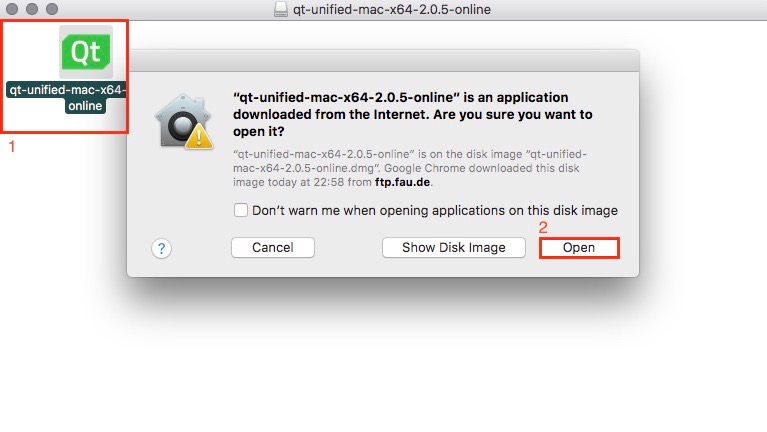 qt-unified-mac-x64-2.0.5-online
Qt
qt-unified-mac-x64-
online
1
“qt-unified-mac-x64-2.0.5-online” is an application
downloaded from the Internet. Are you sure you want to
open it?
“qt-unified-mac-x64-2.0.5-online” is on the disk image “qt-unified-
mac-x64-2.0.5-online.dmg”. Google Chrome downloaded this disk
image today at 22:58 from ftp.fau.de.
Don’t warn me when opening applications on this disk image
2
? Cancel Show Disk Image Open